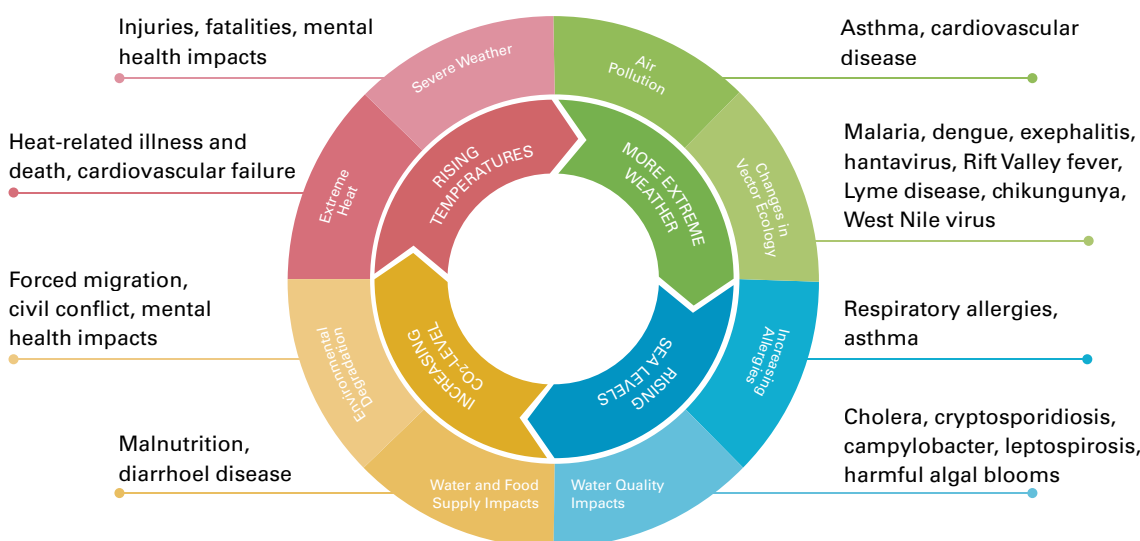 Injuries, fatalities, mental
health impacts
Severe Weather
Air
Pollution
Asthma, cardiovascular
disease
Heat-related illness and
death, cardiovascular failure
Extreme
Heat
RISING
TEMPERATURES
MORE EXTREME
WEATHER
Changes in
Vector Ecology
Malaria, dengue, exephalitis,
hantavirus, Rift Valley fever,
Lyme disease, chikungunya,
West Nile virus
Forced migration,
civil conflict, mental
health impacts
Environmental
Degradation
INCREASING
CO₂-LEVEL
RISING
SEA LEVELS
Increasing
Allergies
Respiratory allergies,
asthma
Malnutrition,
diarrhoel disease
Water and Food
Supply Impacts
Water Quality
Impacts
Cholera, cryptosporidiosis,
campylobacter, leptospirosis,
harmful algal blooms